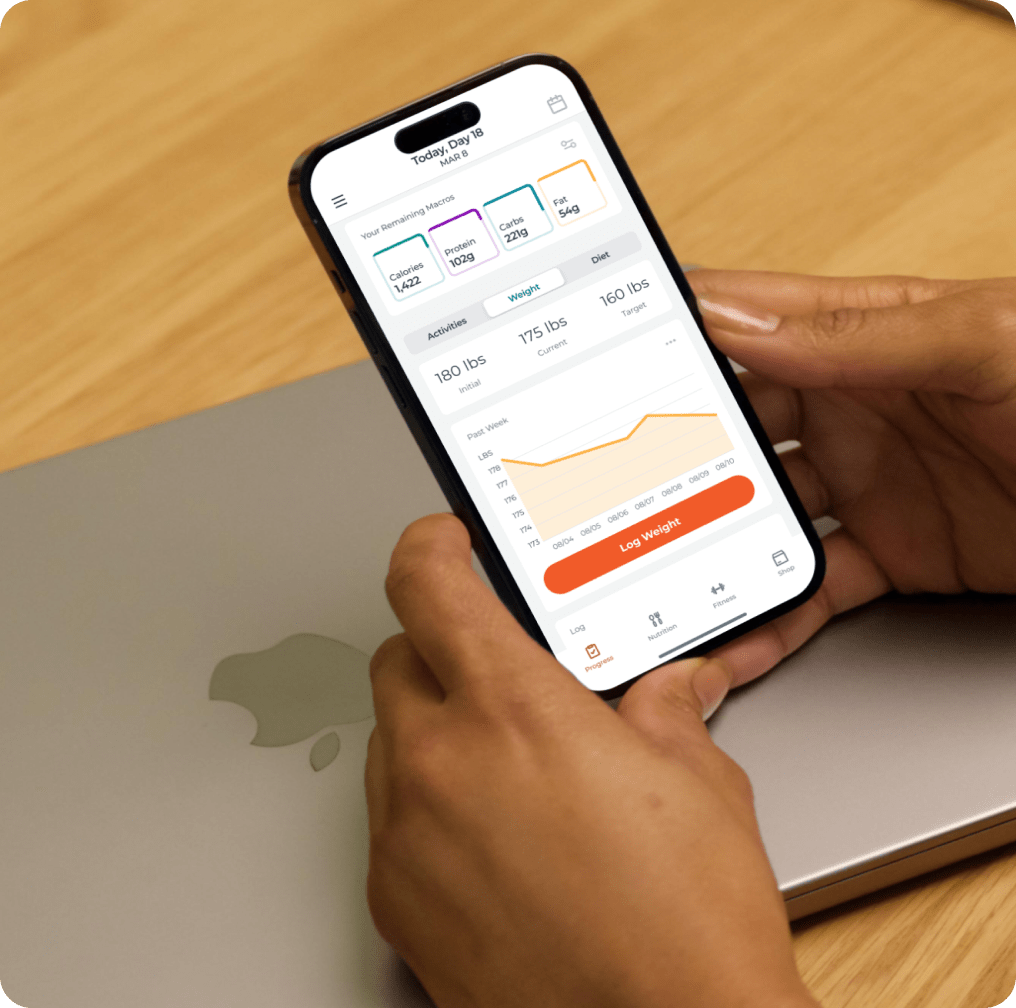 Today, Day 18
MAR 8
Your Remaining Macros
Calories
1,422
Protein
102g
Carbs
221g
Fat
54g
Activities
Weight
Diet
180 lbs
Initial
175 lbs
Current
160 lbs
Target
Past Week
LBS
178
177
176
175
174
173
08/04 08/05 08/06 08/07 08/08 08/09 08/10
Log Weight
Log
Progress
Nutrition
Fitness
Shop